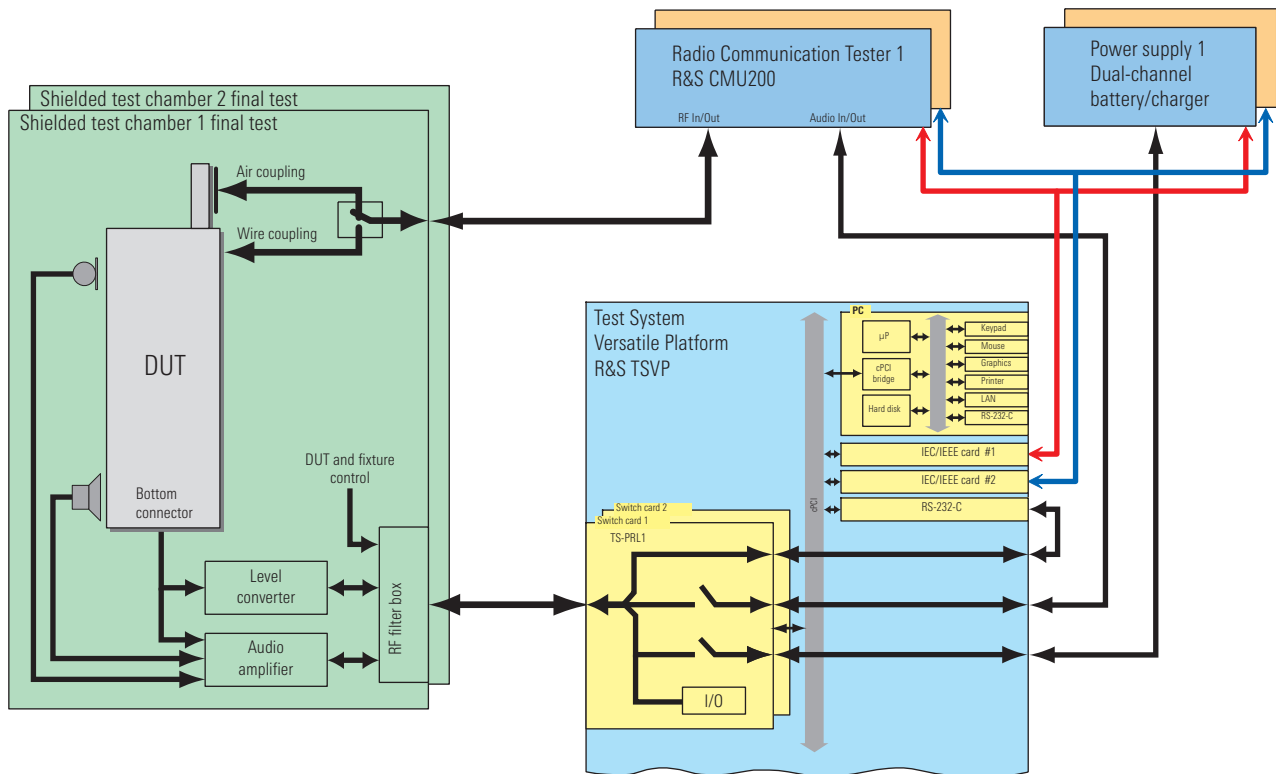 Radio Communication Tester 1
R&S CMU200
RF In/Out
Audio In/Out
Power supply 1
Dual-channel
battery/charger
Shielded test chamber 2 final test
Shielded test chamber 1 final test
Air coupling
Wire coupling
DUT
Bottom
connector
DUT and fixture
control
Level
converter
Audio
amplifier
RF filter box
Test System
Versatile Platform
R&S TSVP
PC
µP
cPCI
bridge
Hard disk
Keypad
Mouse
Graphics
Printer
LAN
RS-232-C
IEC/IEEE card #1
IEC/IEEE card #2
RS-232-C
cPCI
Switch card 2
Switch card 1
TS-PRL1
I/O